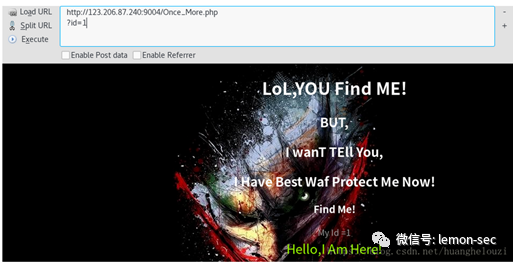 Load URL
http://123.206.87.240:9004/Once_More.php
?id=1
Split URL
Execute
-
+
Enable Post data
Enable Referrer
LoL,YOU Find ME!
BUT,
I wanT TEll You,
I Have Best Waf Protect Me Now!
Find Me!
My Id =1
微信号: lemon-sec
Hello,I Am Here!
csdn.net/huanghelouzi